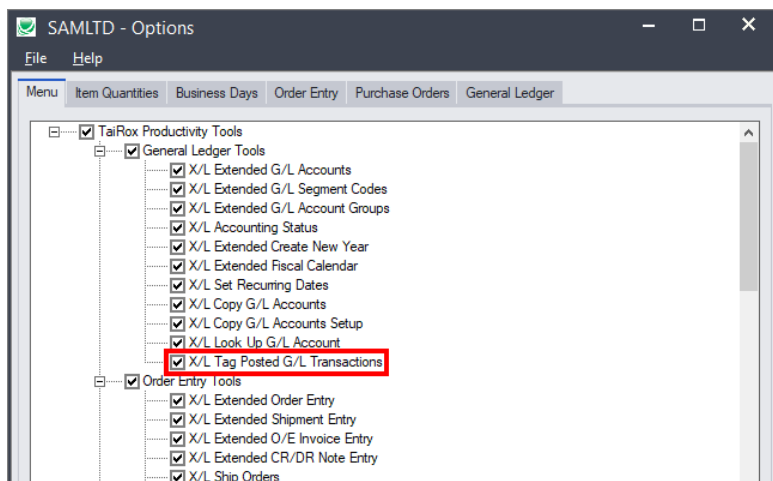 SAMLTD - Options
File Help
Menu Item Quantities Business Days Order Entry Purchase Orders General Ledger
TaiRox Productivity Tools
General Ledger Tools
X/L Extended G/L Accounts
X/L Extended G/L Segment Codes
X/L Extended G/L Account Groups
X/L Accounting Status
X/L Extended Create New Year
X/L Extended Fiscal Calendar
X/L Set Recurring Dates
X/L Copy G/L Accounts
X/L Copy G/L Accounts Setup
X/L Look Up G/L Account
X/L Tag Posted G/L Transactions
Order Entry Tools
X/L Extended Order Entry
X/L Extended Shipment Entry
X/L Extended O/E Invoice Entry
X/L Extended CR/DR Note Entry
X/L Ship Orders